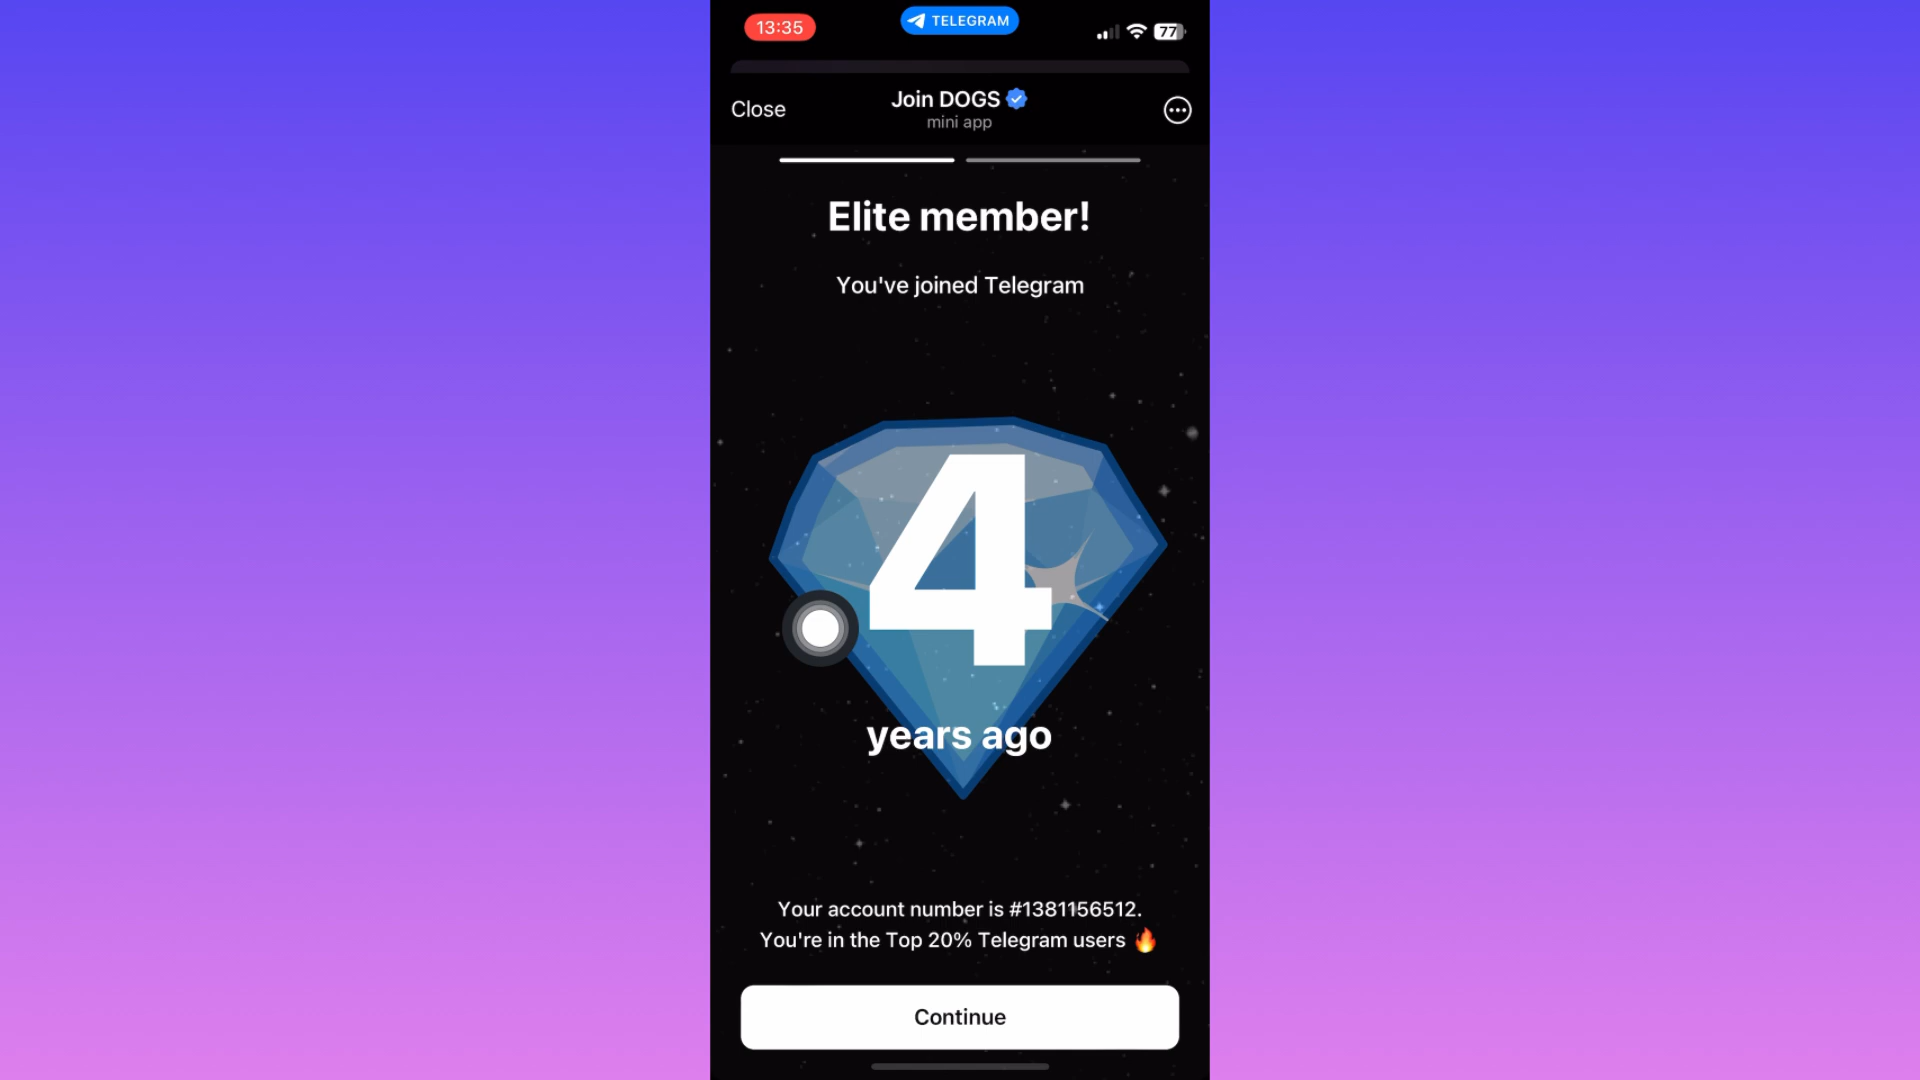 13:35
TELEGRAM
77
Close
Join DOGS
mini app
Elite member!
You've joined Telegram
4
years ago
Your account number is #1381156512.
You're in the Top 20% Telegram users 🔥
Continue